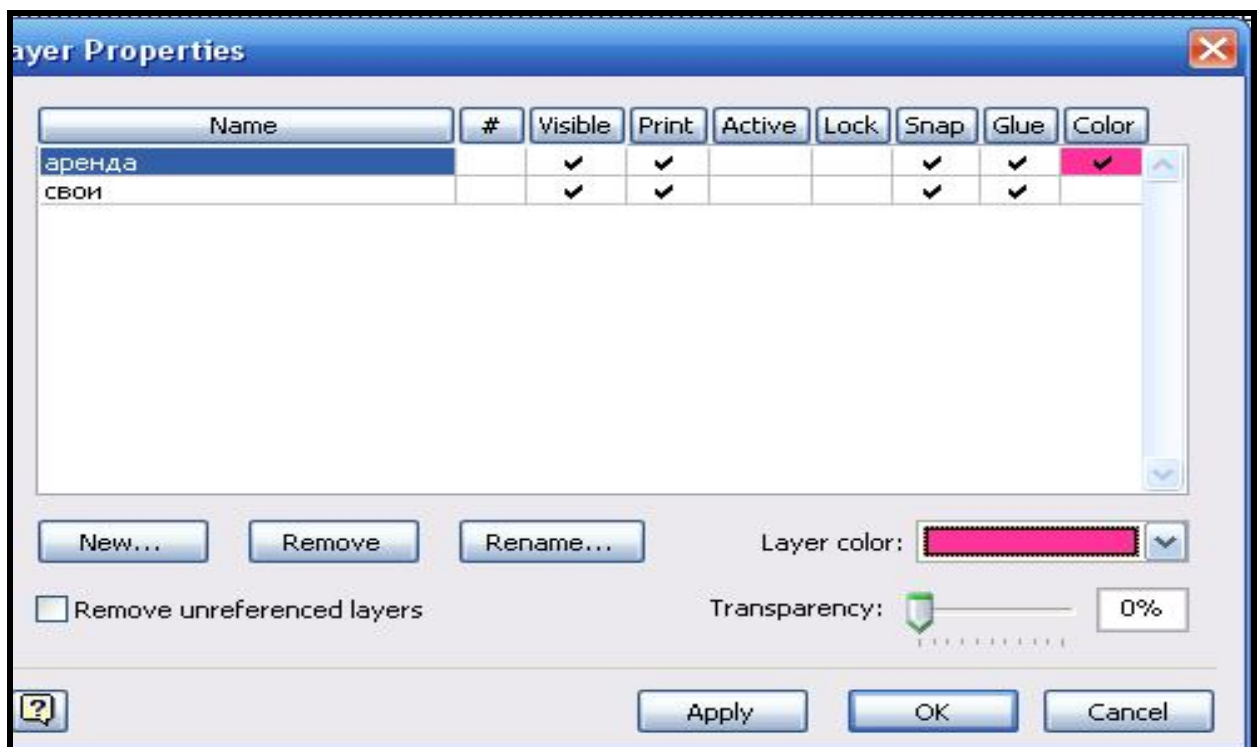 ayer Properties
Name # Visible Print Active Lock Snap Glue Color
аренда
свои
New... Remove Rename... Layer color:
Remove unreferenced layers Transparency: 0%
Apply OK Cancel